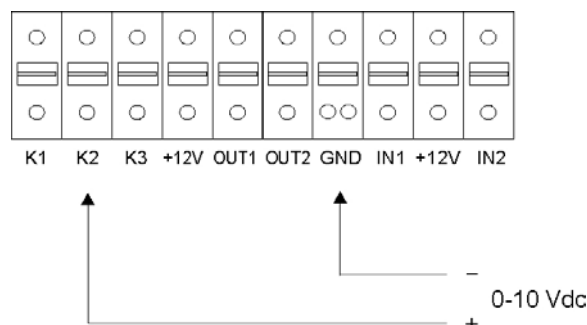 K1 K2 K3 +12V OUT1 OUT2 GND IN1 +12V IN2
−
0-10 Vdc
+